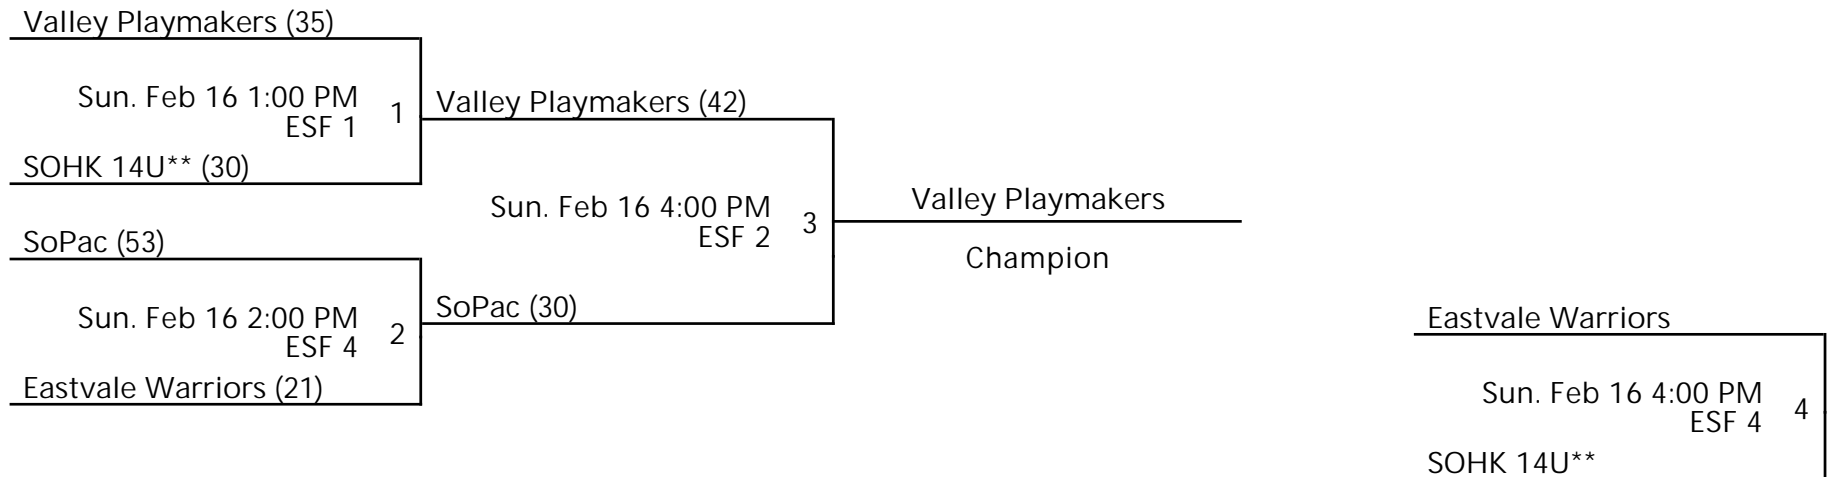 Valley Playmakers (35)
Sun. Feb 16 1:00 PM
ESF 1
1
SOHK 14U** (30)
Valley Playmakers (42)
SoPac (53)
Sun. Feb 16 2:00 PM
ESF 4
2
Eastvale Warriors (21)
Sun. Feb 16 4:00 PM
ESF 2
3
SoPac (30)
Valley Playmakers
Champion
Eastvale Warriors
Sun. Feb 16 4:00 PM
ESF 4
4
SOHK 14U**